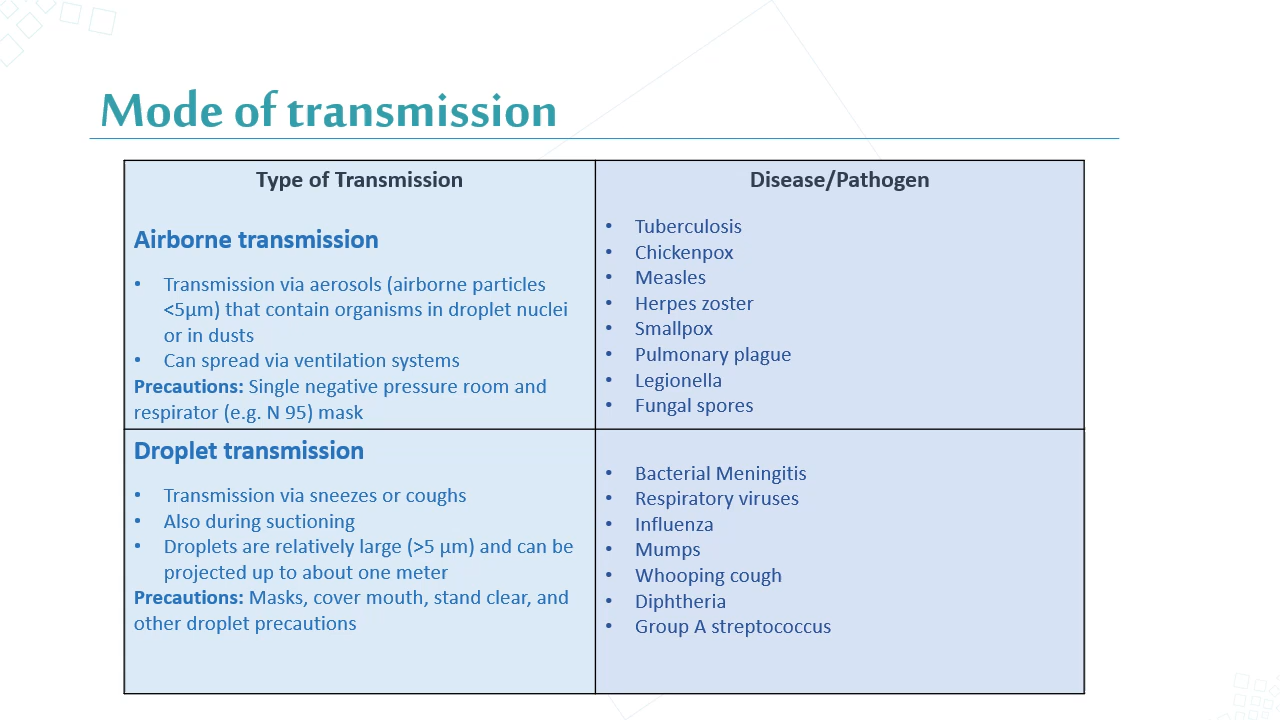 Mode of transmission
Type of Transmission
Disease/Pathogen
Airborne transmission
• Transmission via aerosols (airborne particles
<5µm) that contain organisms in droplet nuclei
or in dusts
• Can spread via ventilation systems
Precautions: Single negative pressure room and
respirator (e.g. N 95) mask
• Tuberculosis
• Chickenpox
• Measles
• Herpes zoster
• Smallpox
• Pulmonary plague
• Legionella
• Fungal spores
Droplet transmission
• Transmission via sneezes or coughs
• Also during suctioning
• Droplets are relatively large (>5 µm) and can be
projected up to about one meter
Precautions: Masks, cover mouth, stand clear, and
other droplet precautions
• Bacterial Meningitis
• Respiratory viruses
• Influenza
• Mumps
• Whooping cough
• Diphtheria
• Group A streptococcus